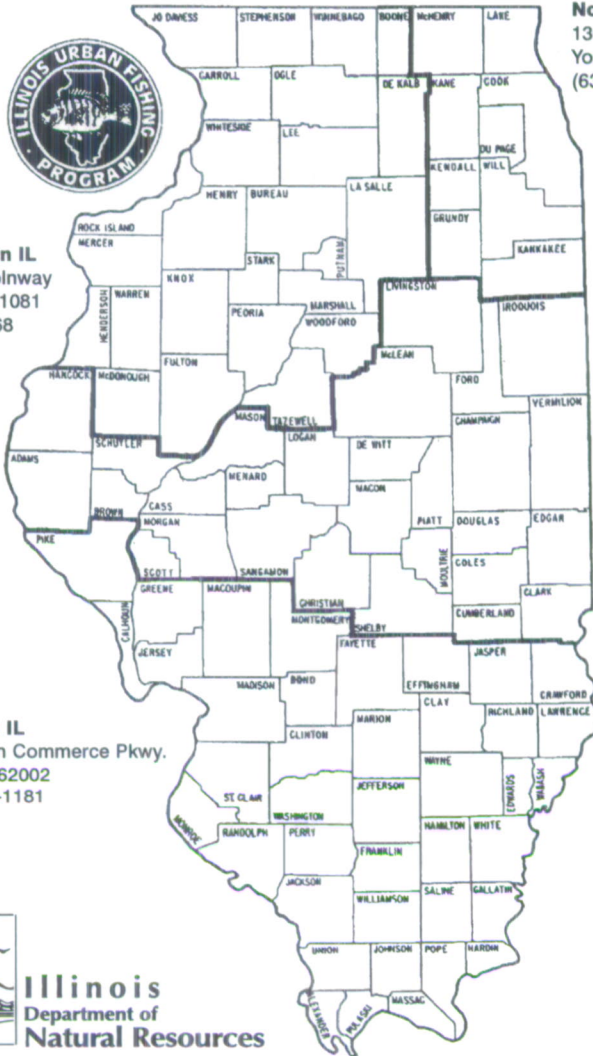 ILLINOIS URBAN FISHING PROGRAM
No
13
Yo
(63
JO DAVIESS
STEPHENSON
WINNEBAGO
BOONE
McHENRY
LAKE
CARROLL
OGLE
DE KALB
KANE
COOK
WHITESIDE
LEE
DU PAGE
KENDALL
WILL
HENRY
BUREAU
LA SALLE
GRUNDY
ROCK ISLAND
MERCER
KANKAKEE
n IL
olnway
1081
68
STARK
PUTNAM
KNOX
HENDERSON
WARREN
PEORIA
MARSHALL
WOODFORD
LIVINGSTON
IROQUOIS
FULTON
McLEAN
HANCOCK
McDONOUGH
FORD
VERMILION
MASON
TAZEWELL
CHAMPAIGN
SCHUYLER
LOGAN
DE WITT
ADAMS
MENARD
MACON
CASS
BROWN
MORGAN
PIATT
DOUGLAS
EDGAR
PIKE
MOULTRIE
COLES
SCOTT
SANGAMON
GREENE
MACOUPIN
CHRISTIAN
CLARK
CALHOUN
MONTGOMERY
SHELBY
CUMBERLAND
FAYETTE
JERSEY
JASPER
MADISON
BOND
EFFINGHAM
CRAWFORD
CLAY
RICHLAND
LAWRENCE
MARION
CLINTON
IL
n Commerce Pkwy.
62002
-1181
WAYNE
EDWARDS
WABASH
ST. CLAIR
JEFFERSON
WASHINGTON
MONROE
RANDOLPH
PERRY
HAMILTON
WHITE
FRANKLIN
JACKSON
WILLIAMSON
SALINE
GALLATIN
UNION
JOHNSON
POPE
HARDIN
ALEXANDER
PULASKI
MASSAC
Illinois
Department of
Natural Resources